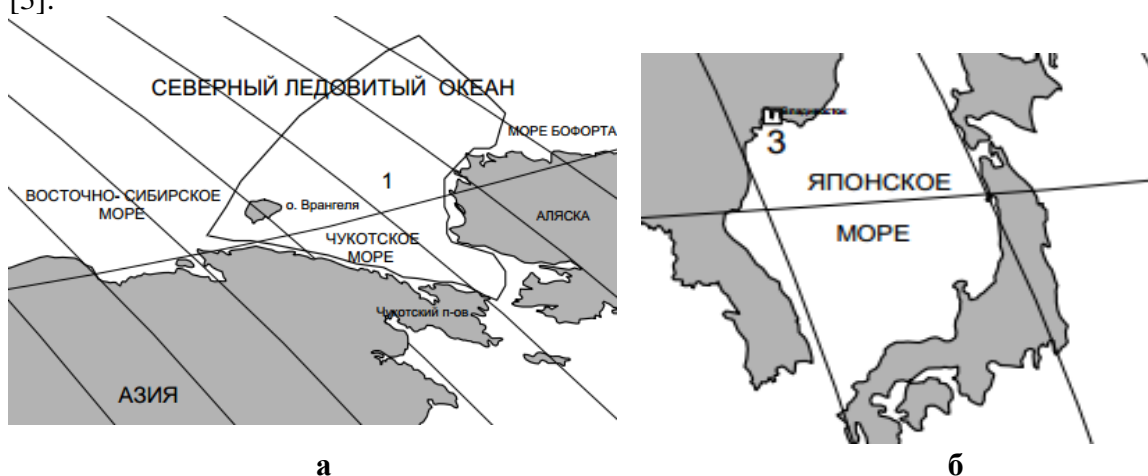 [3].
СЕВЕРНЫЙ ЛЕДОВИТЫЙ ОКЕАН
МОРЕ БОФОРТА
1
ВОСТОЧНО- СИБИРСКОЕ
МОРЕ
о. Врангеля
АЛЯСКА
ЧУКОТСКОЕ
МОРЕ
Чукотский п-ов
АЗИЯ
а
Владивосток
3
ЯПОНСКОЕ
МОРЕ
б